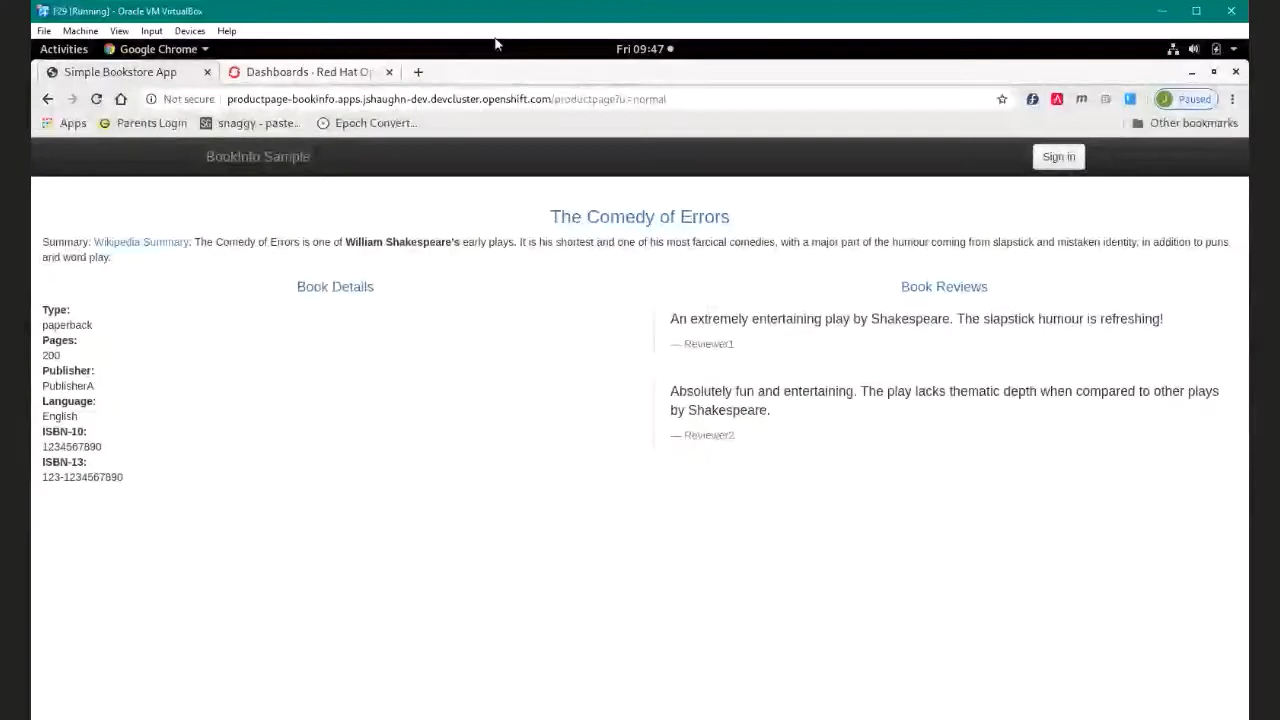 F29 [Running] - Oracle VM VirtualBox
File Machine View Input Devices Help
Activities Google Chrome Fri 09:47
Simple Bookstore App Dashboards · Red Hat O
Not secure productpage-bookinfo.apps.jshaughn-dev.devcluster.openshift.com/productpage?u=normal Paused
Apps Parents Login snaggy - paste... Epoch Convert... Other bookmarks
BookInfo Sample Sign in
The Comedy of Errors
Summary: Wikipedia Summary: The Comedy of Errors is one of William Shakespeare's early plays. It is his shortest and one of his most farcical comedies, with a major part of the humour coming from slapstick and mistaken identity, in addition to puns
and word play.
Book Details
Type:
paperback
Pages:
200
Publisher:
PublisherA
Language:
English
ISBN-10:
1234567890
ISBN-13:
123-1234567890
Book Reviews
An extremely entertaining play by Shakespeare. The slapstick humour is refreshing!
— Reviewer1
Absolutely fun and entertaining. The play lacks thematic depth when compared to other plays
by Shakespeare.
— Reviewer2